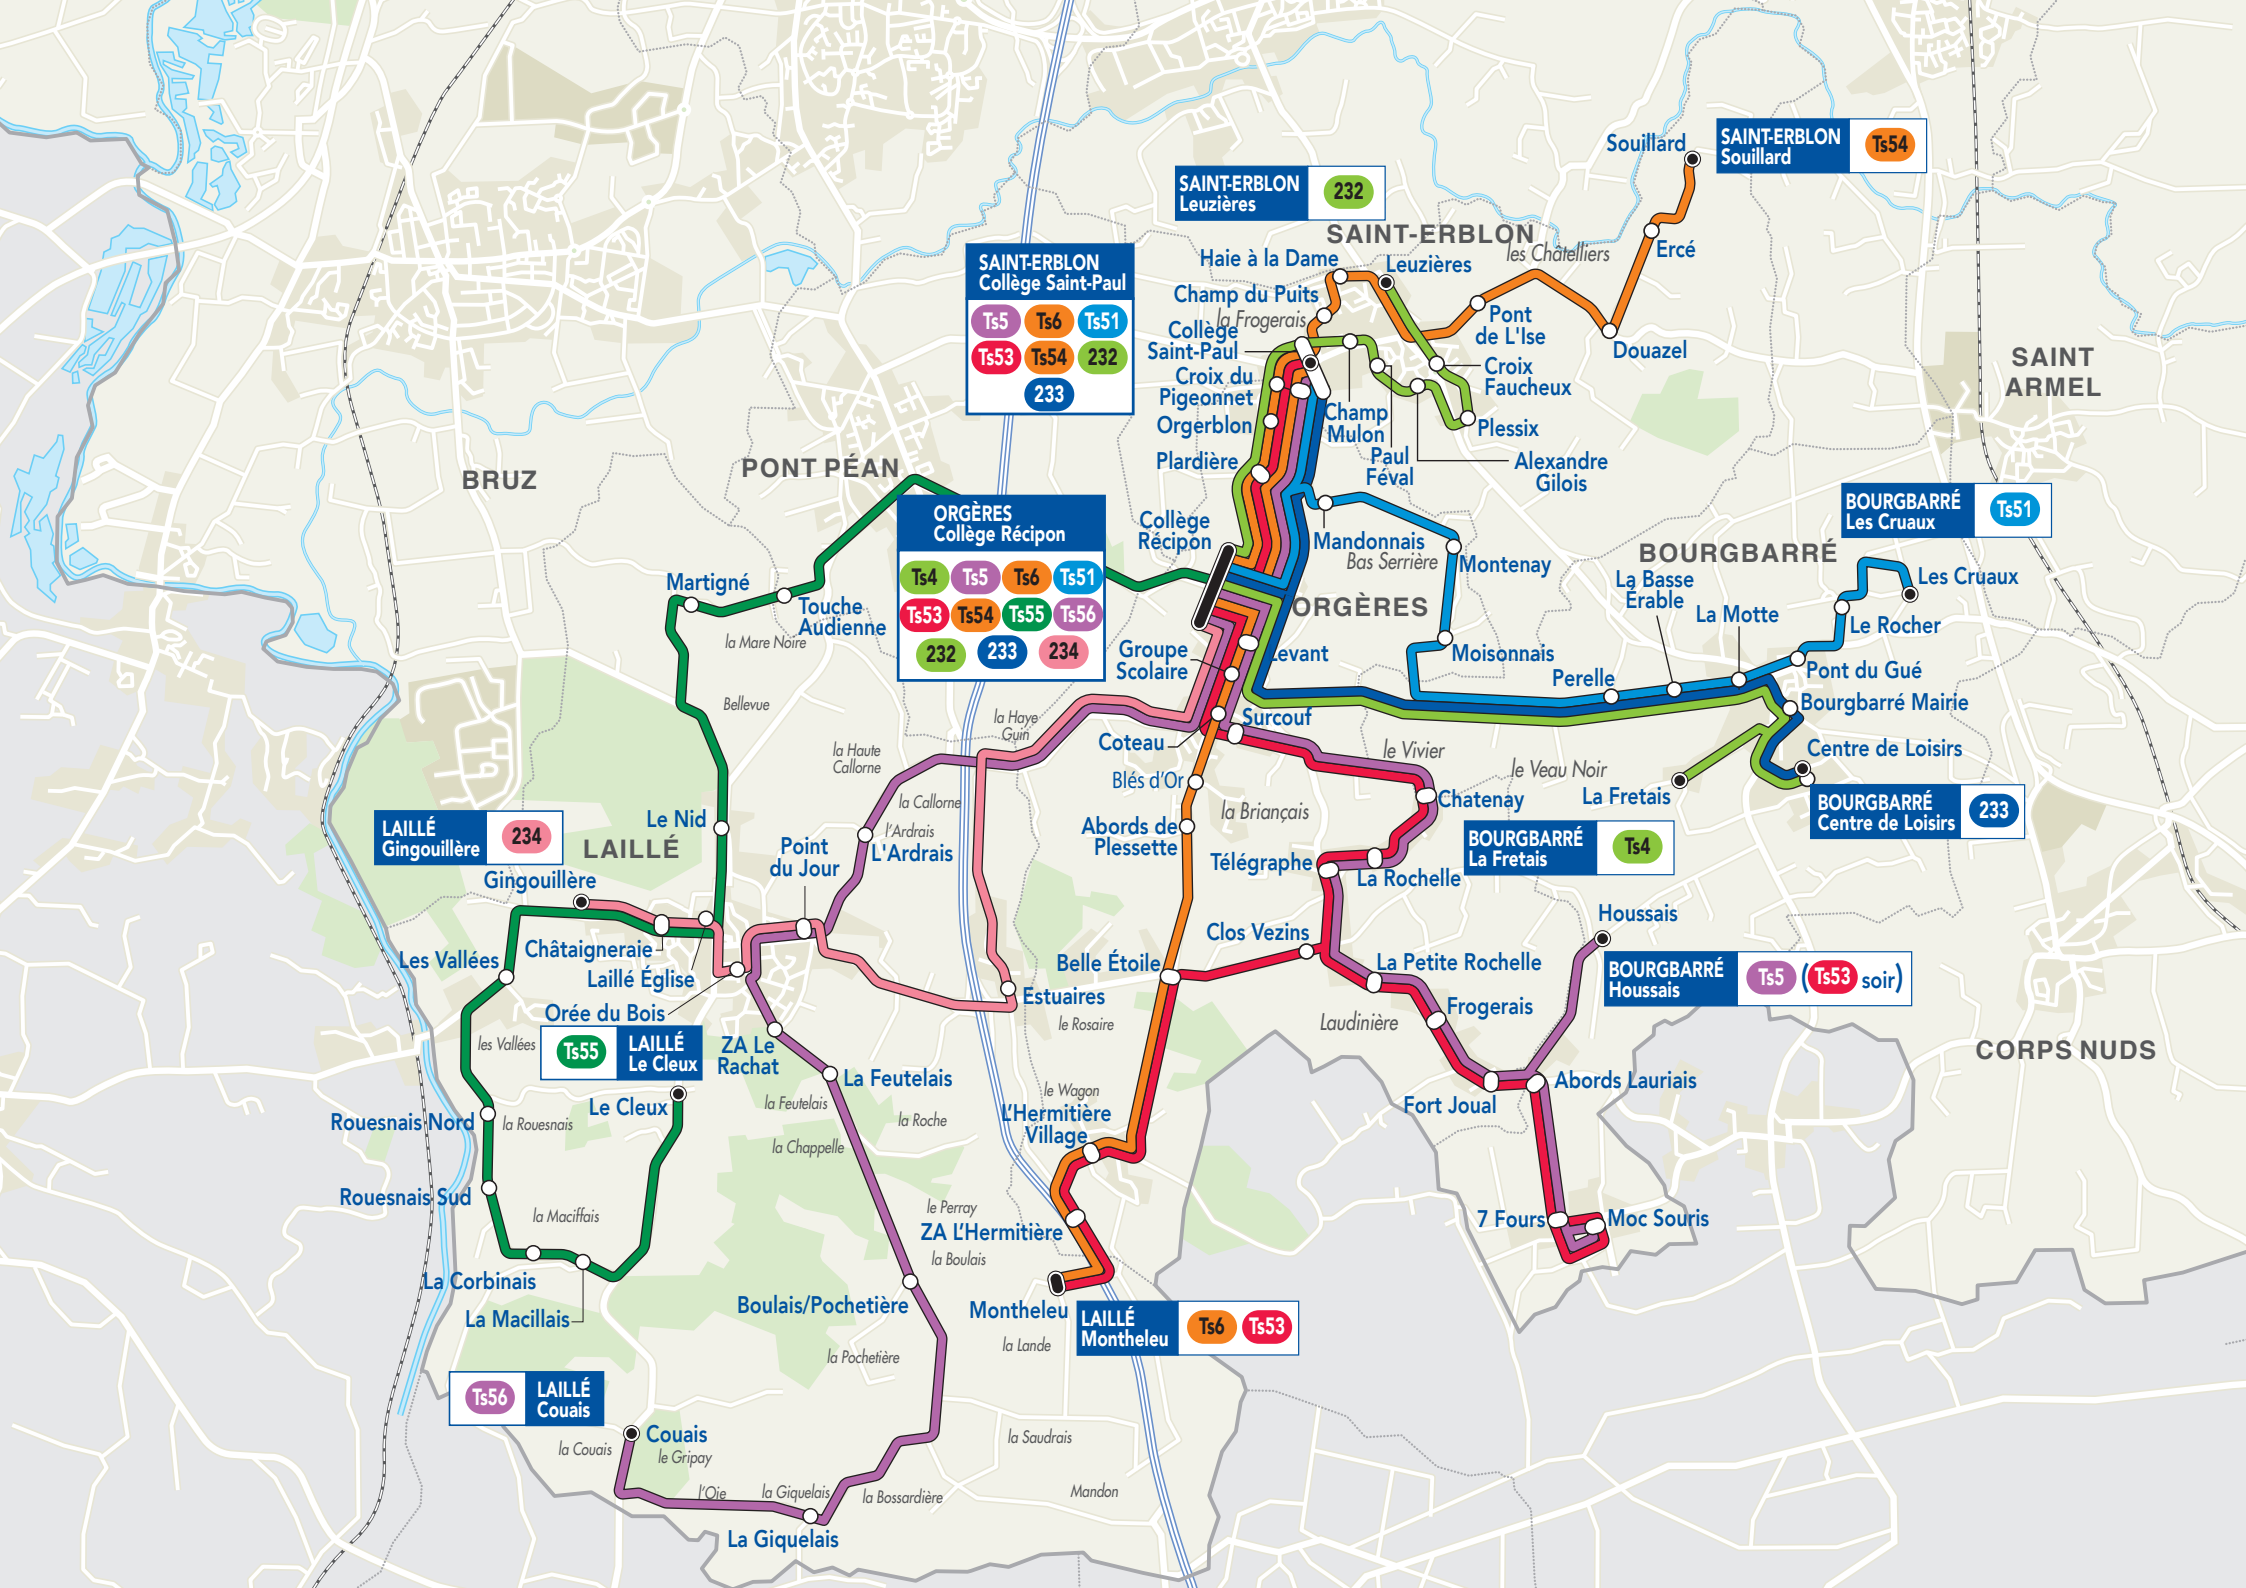 Souillard
SAINT-ERBLON
Souillard
Ts54
SAINT-ERBLON
Leuzières
232
SAINT-ERBLON
les Châtelliers
Ercé
Haie à la Dame
Leuzières
SAINT-ERBLON
Collège Saint-Paul
Ts5
Ts6
Ts51
Ts53
Ts54
232
233
Champ du Puits
la Frogerais
Collège
Saint-Paul
Pont
de L'Ise
Douazel
Croix du
Pigeonnet
Croix
Faucheux
SAINT
ARMEL
Orgerblon
Champ
Mulon
Plessix
Plardière
Paul
Féval
Alexandre
Gilois
BRUZ
PONT PÉAN
ORGÈRES
Collège Récipon
Ts4
Ts5
Ts6
Ts51
Ts53
Ts54
Ts55
Ts56
232
233
234
Collège
Récipon
Mandonnais
Bas Serrière
Montenay
BOURGBARRÉ
Les Cruaux
Ts51
BOURGBARRÉ
La Basse
Érable
Les Cruaux
La Motte
Le Rocher
Martigné
Touche
Audienne
la Mare Noire
ORGÈRES
Groupe
Scolaire
Levant
Moisonnais
Perelle
Pont du Gué
Bourgbarré Mairie
Bellevue
la Haye
Guin
Surcouf
Coteau
le Vivier
Centre de Loisirs
la Haute
Callorne
Blés d'Or
le Veau Noir
La Fretais
la Callorne
la Briançais
Chatenay
BOURGBARRÉ
Centre de Loisirs
233
LAILLÉ
Gingouillère
234
LAILLÉ
Le Nid
l'Ardrais
L'Ardrais
Point
du Jour
Abords de
Plessette
Télégraphe
La Rochelle
BOURGBARRÉ
La Fretais
Ts4
Gingouillère
Châtaigneraie
Laillé Église
Les Vallées
Orée du Bois
Clos Vezins
Houssais
Belle Étoile
La Petite Rochelle
BOURGBARRÉ
Houssais
Ts5
(Ts53 soir)
Estuaires
le Rosaire
Frogerais
Laudinière
les Vallées
Ts55
LAILLÉ
Le Cleux
ZA Le
Rachat
La Feutelais
la Feutelais
CORPS NUDS
Le Cleux
le Wagon
L'Hermitière
Village
Abords Lauriais
Fort Joual
Rouesnais Nord
la Rouesnais
la Chappelle
la Roche
Rouesnais Sud
la Maciffais
le Perray
ZA L'Hermitière
la Boulais
7 Fours
Moc Souris
La Corbinais
La Macillais
Boulais/Pochetière
Montheleu
LAILLÉ
Montheleu
Ts6
Ts53
la Lande
la Pochetière
Ts56
LAILLÉ
Couais
Couais
la Couais
le Gripay
la Saudrais
l'Oie
la Giquelais
la Bossardière
Mandon
La Giquelais